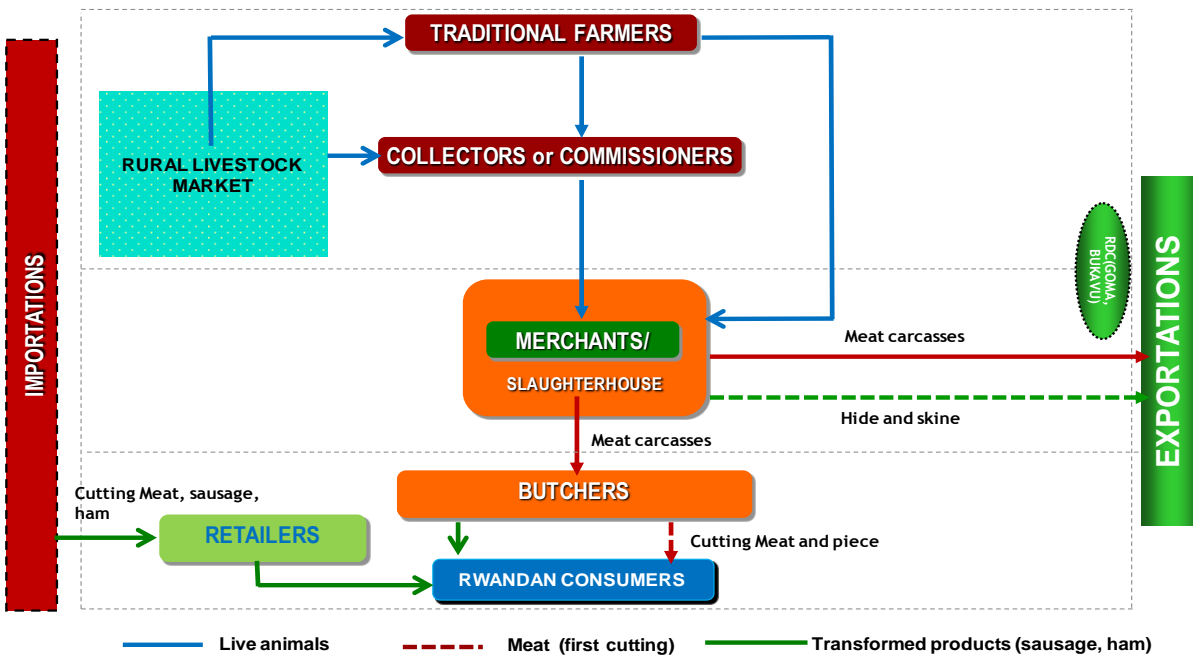 TRADITIONAL FARMERS
RURAL LIVESTOCK
MARKET
COLLECTORS or COMMISSIONERS
IMPORTATIONS
RDC(GOMA,
BUKAVU)
EXPORTATIONS
MERCHANTS/
SLAUGHTERHOUSE
Meat carcasses
Hide and skine
Meat carcasses
BUTCHERS
Cutting Meat, sausage,
ham
RETAILERS
Cutting Meat and piece
RWANDAN CONSUMERS
Live animals
Meat (first cutting)
Transformed products (sausage, ham)